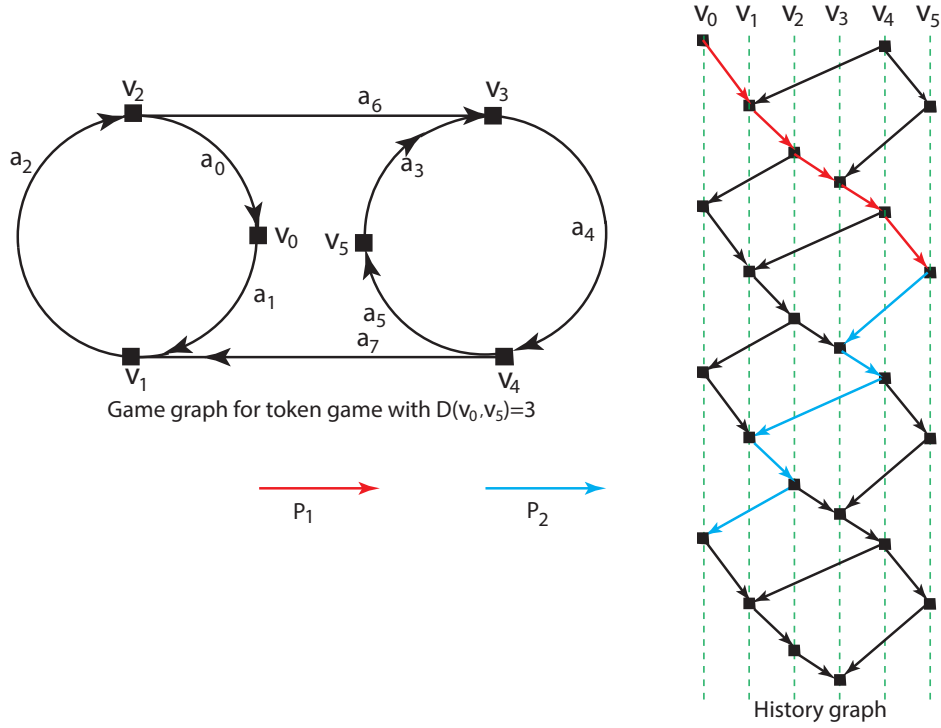 v0 v1 v2 v3 v4 v5
v2
v3
a6
a2
a0
a3
v0
v5
a4
a1
a5
a7
v1
v4
Game graph for token game with D(v0,v5)=3
P1
P2
History graph